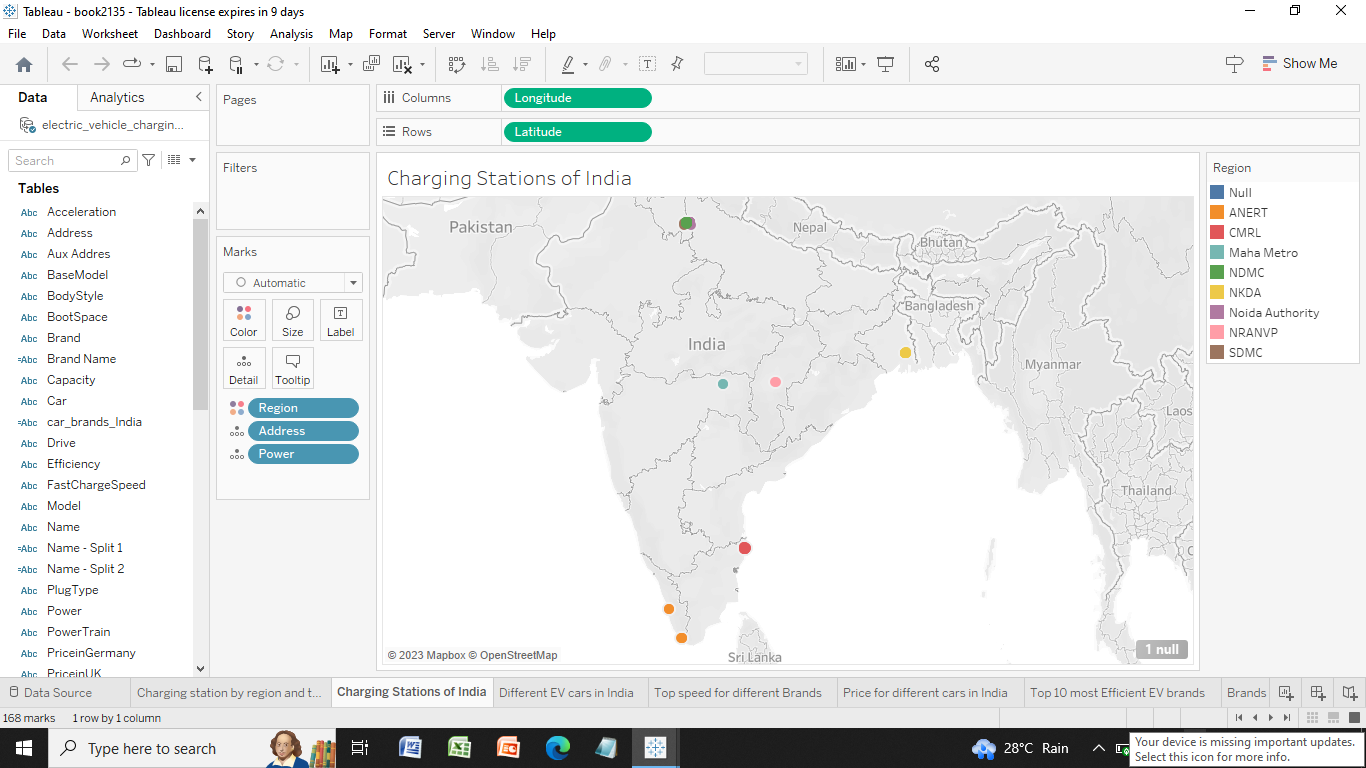 Tableau - book2135 - Tableau license expires in 9 days
File Data Worksheet Dashboard Story Analysis Map Format Server Window Help
Show Me
Data Analytics
electric_vehicle_chargin...
Search
Tables
Abc Acceleration
Abc Address
Abc Aux Addres
Abc BaseModel
Abc BodyStyle
Abc BootSpace
Abc Brand
=Abc Brand Name
Abc Capacity
Abc Car
=Abc car_brands_India
Abc Drive
Abc Efficiency
Abc FastChargeSpeed
Abc Model
Abc Name
=Abc Name - Split 1
=Abc Name - Split 2
Abc PlugType
Abc Power
Abc PowerTrain
Abc PriceinGermany
Abc PriceinUK
Pages
Filters
Marks
Automatic
Color Size Label
Detail Tooltip
Region
Address
Power
Columns Longitude
Rows Latitude
Charging Stations of India
Pakistan
Nepal
Bhutan
Bangladesh
India
Myanmar
Laos
Thailand
Sri Lanka
© 2023 Mapbox © OpenStreetMap
1 null
Region
Null
ANERT
CMRL
Maha Metro
NDMC
NKDA
Noida Authority
NRANVP
SDMC
Data Source Charging station by region and t... Charging Stations of India Different EV cars in India Top speed for different Brands Price for different cars in India Top 10 most Efficient EV brands Brands
168 marks 1 row by 1 column
Type here to search
28°C Rain
Your device is missing important updates.
Select this icon for more info.